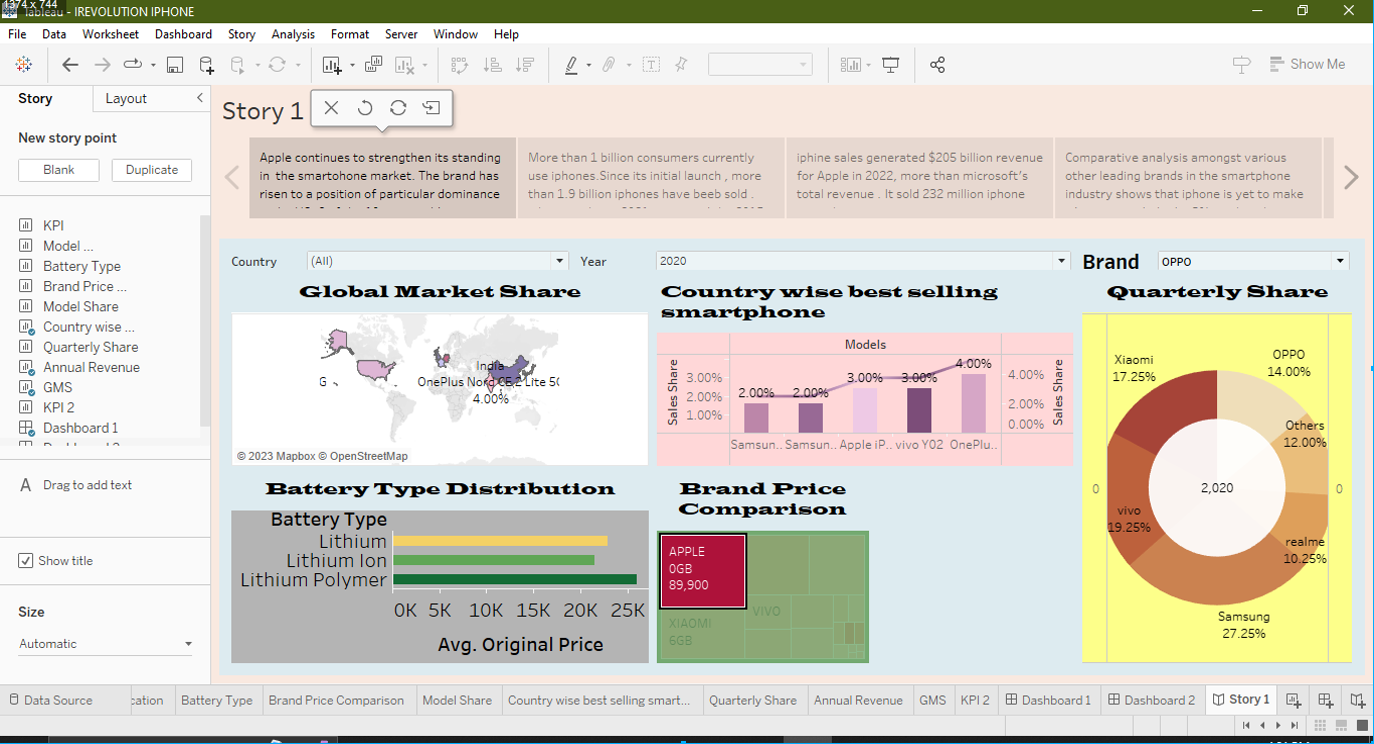 1374 x 744
Tableau - IREVOLUTION IPHONE
File Data Worksheet Dashboard Story Analysis Format Server Window Help
Show Me
Story Layout
New story point
Blank Duplicate
KPI
Model ...
Battery Type
Brand Price ...
Model Share
Country wise ...
Quarterly Share
Annual Revenue
GMS
KPI 2
Dashboard 1
Drag to add text
Show title
Size
Automatic
Story 1
Apple continues to strengthen its standing
in the smartohone market. The brand has
risen to a position of particular dominance
More than 1 billion consumers currently
use iphones.Since its initial launch , more
than 1.9 billion iphones have beeb sold .
iphine sales generated $205 billion revenue
for Apple in 2022, more than microsoft's
total revenue . It sold 232 million iphone
Comparative analysis amongst various
other leading brands in the smartphone
industry shows that iphone is yet to make
Country (All) Year 2020 Brand OPPO
Global Market Share
India
G
OnePlus Nord CE 2 Lite 5G
4.00%
© 2023 Mapbox © OpenStreetMap
Country wise best selling
smartphone
Models
Sales Share
3.00%
2.00%
1.00%
2.00% 2.00% 3.00% 3.00% 4.00%
4.00%
2.00%
0.00%
Sales Share
Samsun.. Samsun.. Apple iP.. vivo Y02 OnePlu..
Quarterly Share
Xiaomi
17.25%
OPPO
14.00%
Others
12.00%
0 2,020 0
vivo
19.25%
realme
10.25%
Samsung
27.25%
Battery Type Distribution
Battery Type
Lithium
Lithium Ion
Lithium Polymer
0K 5K 10K 15K 20K 25K
Avg. Original Price
Brand Price
Comparison
APPLE
0GB
89,900
VIVO
XIAOMI
6GB
Data Source cation Battery Type Brand Price Comparison Model Share Country wise best selling smart... Quarterly Share Annual Revenue GMS KPI 2 Dashboard 1 Dashboard 2 Story 1